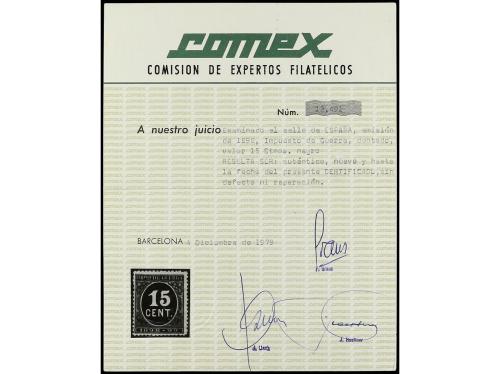 comex
COMISION DE EXPERTOS FILATELICOS
Núm.
A nuestro juicio Examinado el sello de ESPAÑA, emisión
de 1898, Impuesto de Guerra, dentado,
valor 15 Ctmos. negro
RESULTA SER: auténtico, nuevo y hasta
la fecha del presente CERTIFICADO, sin
defecto ni reparación.
BARCELONA 4 Diciembre de 1979
15
CENT.
1898-99